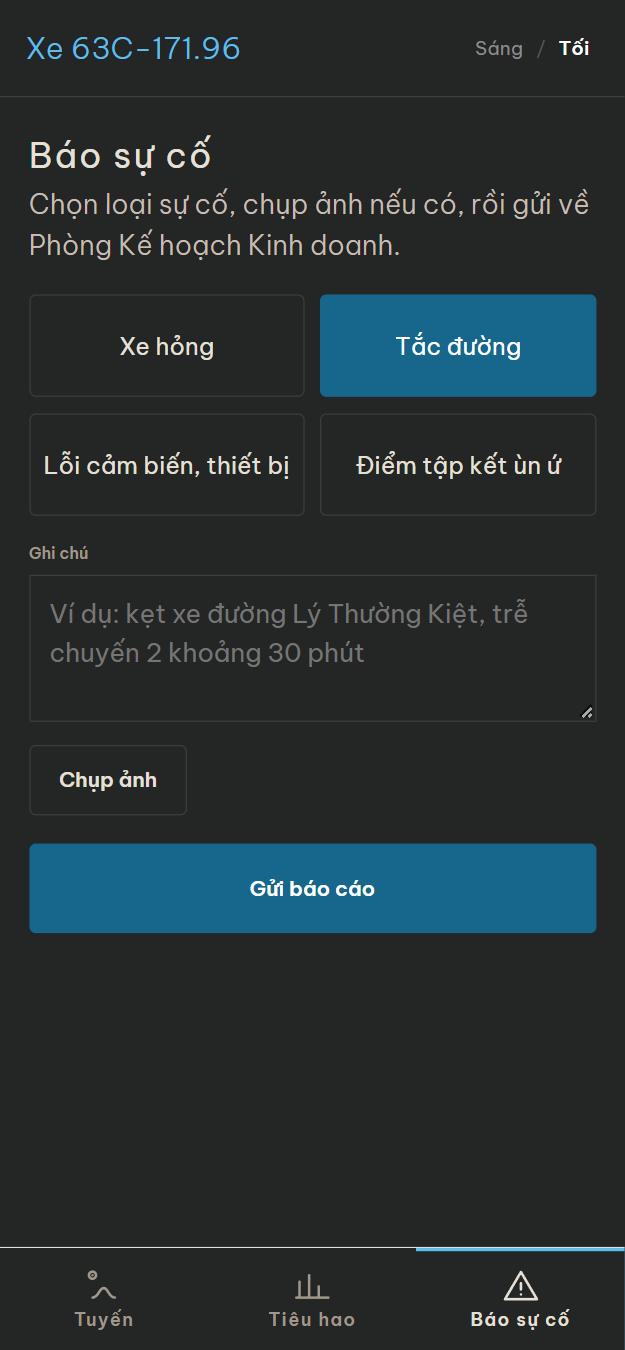 Xe 63C-171.96
Sáng / Tối
Báo sự cố
Chọn loại sự cố, chụp ảnh nếu có, rồi gửi về
Phòng Kế hoạch Kinh doanh.
Xe hỏng
Tắc đường
Lỗi cảm biến, thiết bị
Điểm tập kết ùn ứ
Ghi chú
Ví dụ: kẹt xe đường Lý Thường Kiệt, trễ
chuyến 2 khoảng 30 phút
Chụp ảnh
Gửi báo cáo
Tuyến
Tiêu hao
Báo sự cố